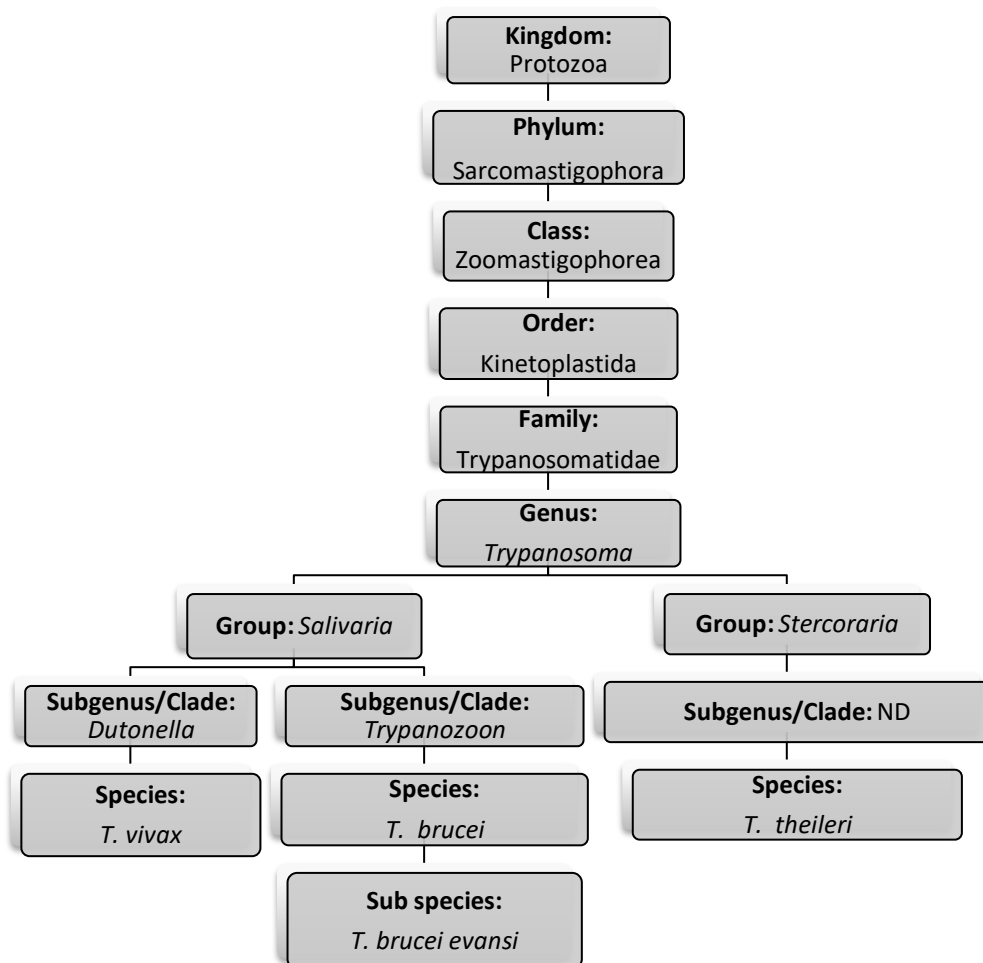 Kingdom:
Protozoa
Phylum:
Sarcomastigophora
Class:
Zoomastigophorea
Order:
Kinetoplastida
Family:
Trypanosomatidae
Genus:
Trypanosoma
Group: Salivaria
Group: Stercoraria
Subgenus/Clade:
Dutonella
Subgenus/Clade:
Trypanozoon
Subgenus/Clade: ND
Species:
T. vivax
Species:
T. brucei
Species:
T. theileri
Sub species:
T. brucei evansi